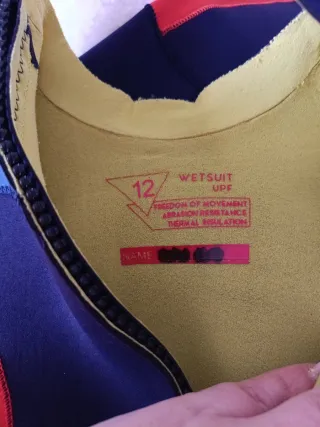 12
WETSUIT
UPF
FREEDOM OF MOVEMENT
ABRASION RESISTANCE
THERMAL INSULATION
NAME